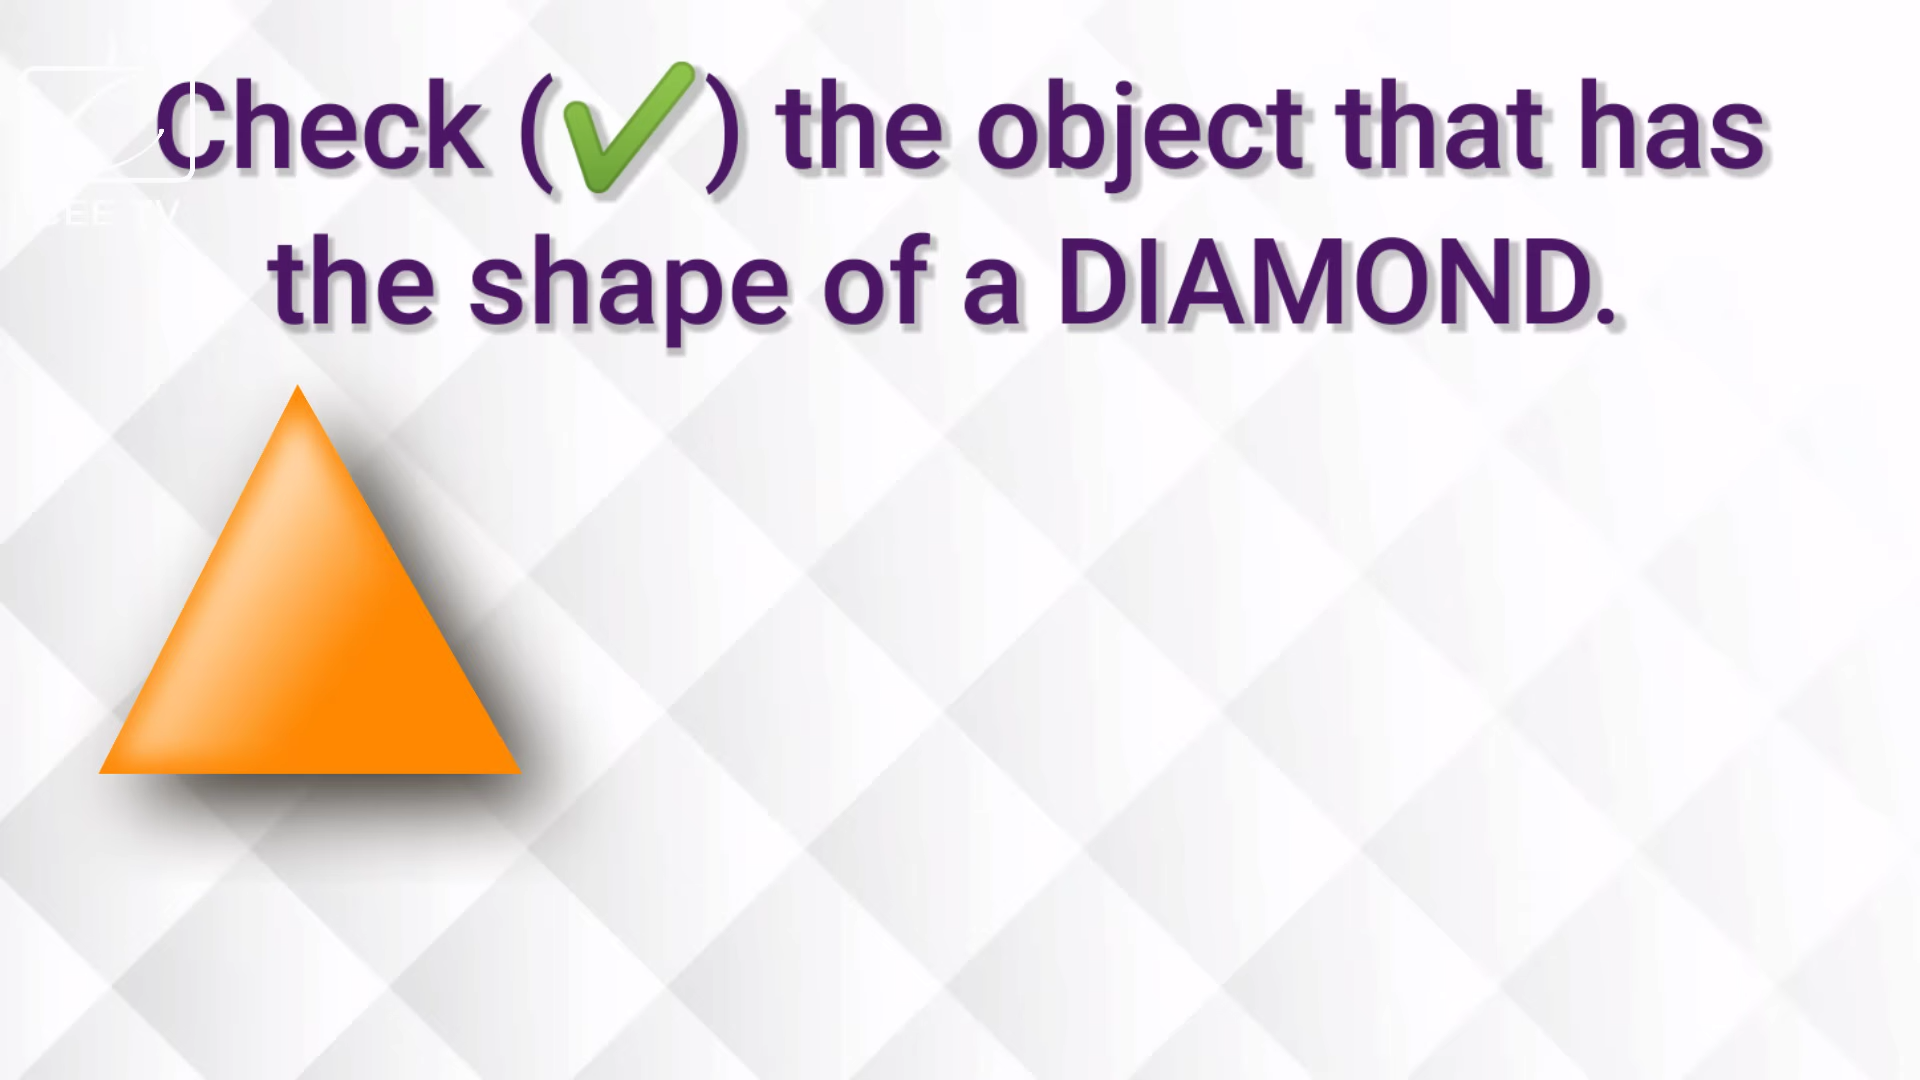 Check (✔) the object that has
the shape of a DIAMOND.